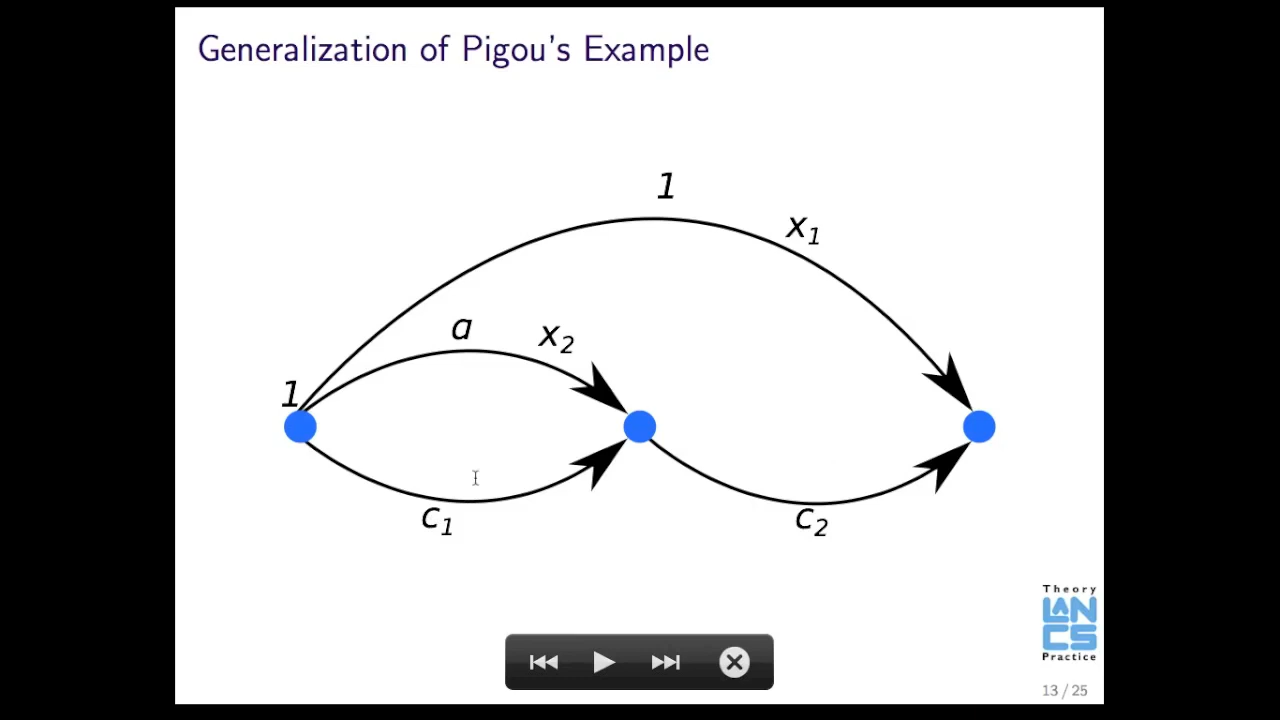 Generalization of Pigou's Example
1
x1
a
x2
1
c1
c2
Theory
LANCS
Practice
13 / 25